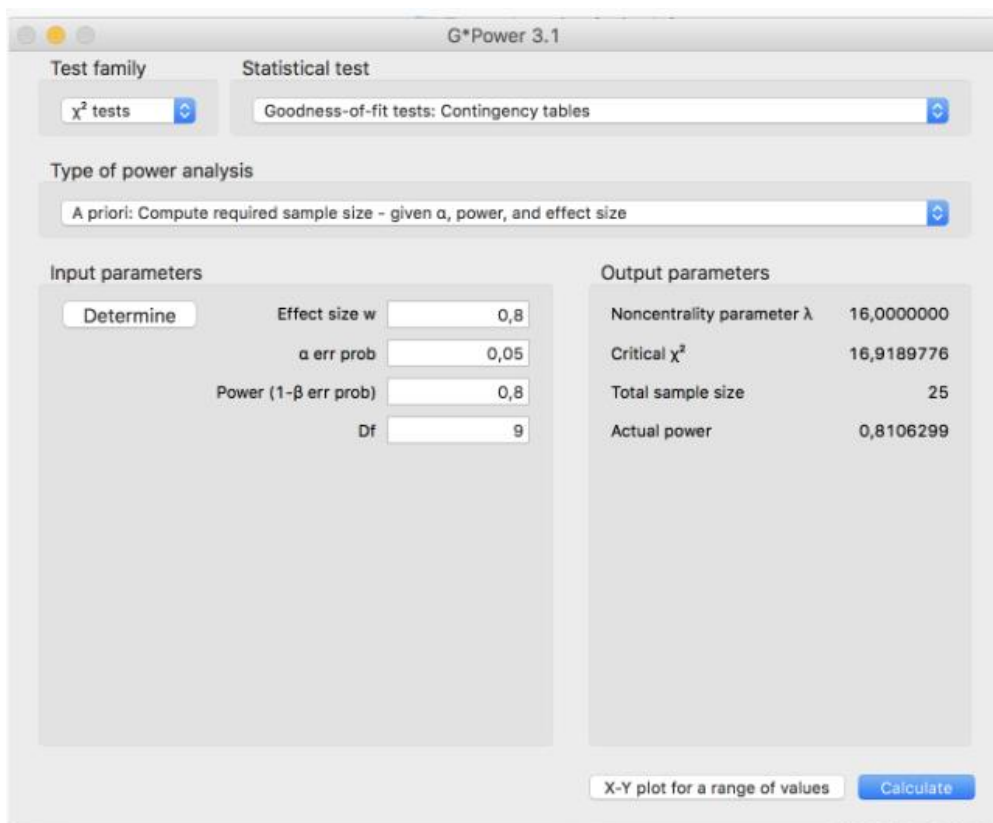 G*Power 3.1
Test family
Statistical test
χ² tests
Goodness-of-fit tests: Contingency tables
Type of power analysis
A priori: Compute required sample size - given α, power, and effect size
Input parameters
Output parameters
Determine
Effect size w 0,8
α err prob 0,05
Power (1-β err prob) 0,8
Df 9
Noncentrality parameter λ 16,0000000
Critical χ² 16,9189776
Total sample size 25
Actual power 0,8106299
X-Y plot for a range of values
Calculate